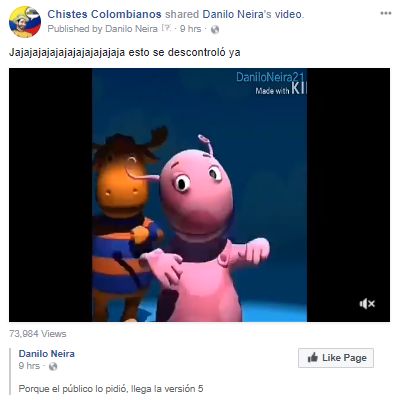 Chistes Colombianos shared Danilo Neira's video.
Published by Danilo Neira · 9 hrs ·
Jajajajajajajajajajajajajaja esto se descontroló ya
DaniloNeira21
Made with KI
73,984 Views
Danilo Neira
9 hrs ·
Like Page
Porque el público lo pidió, llega la versión 5